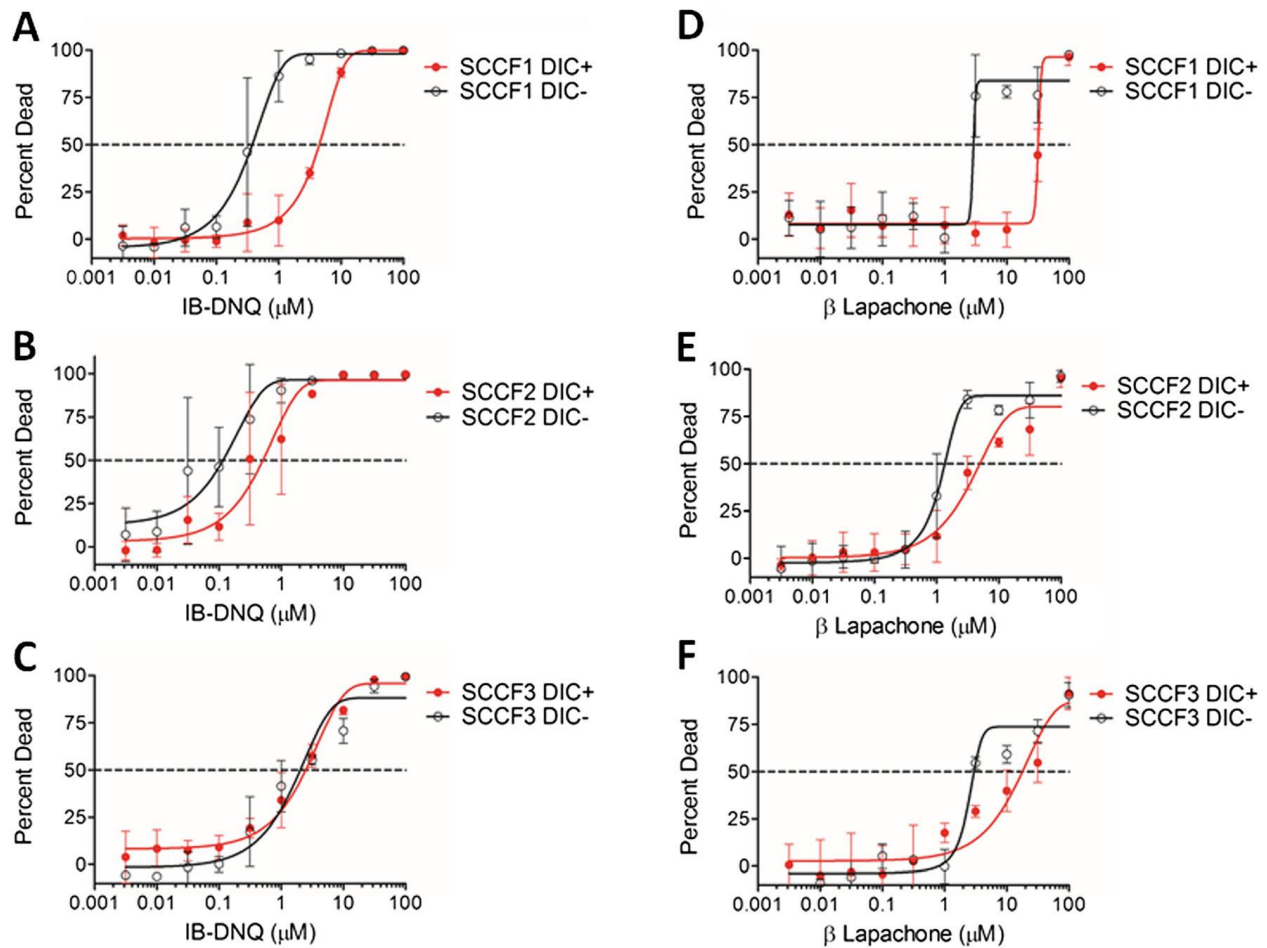 A
Percent Dead
100
75
50
25
0
0.001
0.01
0.1
1
10
100
IB-DNQ (μM)
SCCF1 DIC+
SCCF1 DIC-
D
Percent Dead
100
75
50
25
0
0.001
0.01
0.1
1
10
100
β Lapachone (μM)
SCCF1 DIC+
SCCF1 DIC-
B
Percent Dead
100
75
50
25
0
0.001
0.01
0.1
1
10
100
IB-DNQ (μM)
SCCF2 DIC+
SCCF2 DIC-
E
Percent Dead
100
75
50
25
0
0.001
0.01
0.1
1
10
100
β Lapachone (μM)
SCCF2 DIC+
SCCF2 DIC-
C
Percent Dead
100
75
50
25
0
0.001
0.01
0.1
1
10
100
IB-DNQ (μM)
SCCF3 DIC+
SCCF3 DIC-
F
Percent Dead
100
75
50
25
0
0.001
0.01
0.1
1
10
100
β Lapachone (μM)
SCCF3 DIC+
SCCF3 DIC-